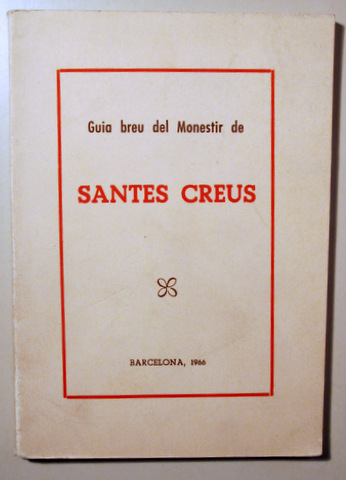 Guia breu del Monestir de
SANTES CREUS
BARCELONA, 1966